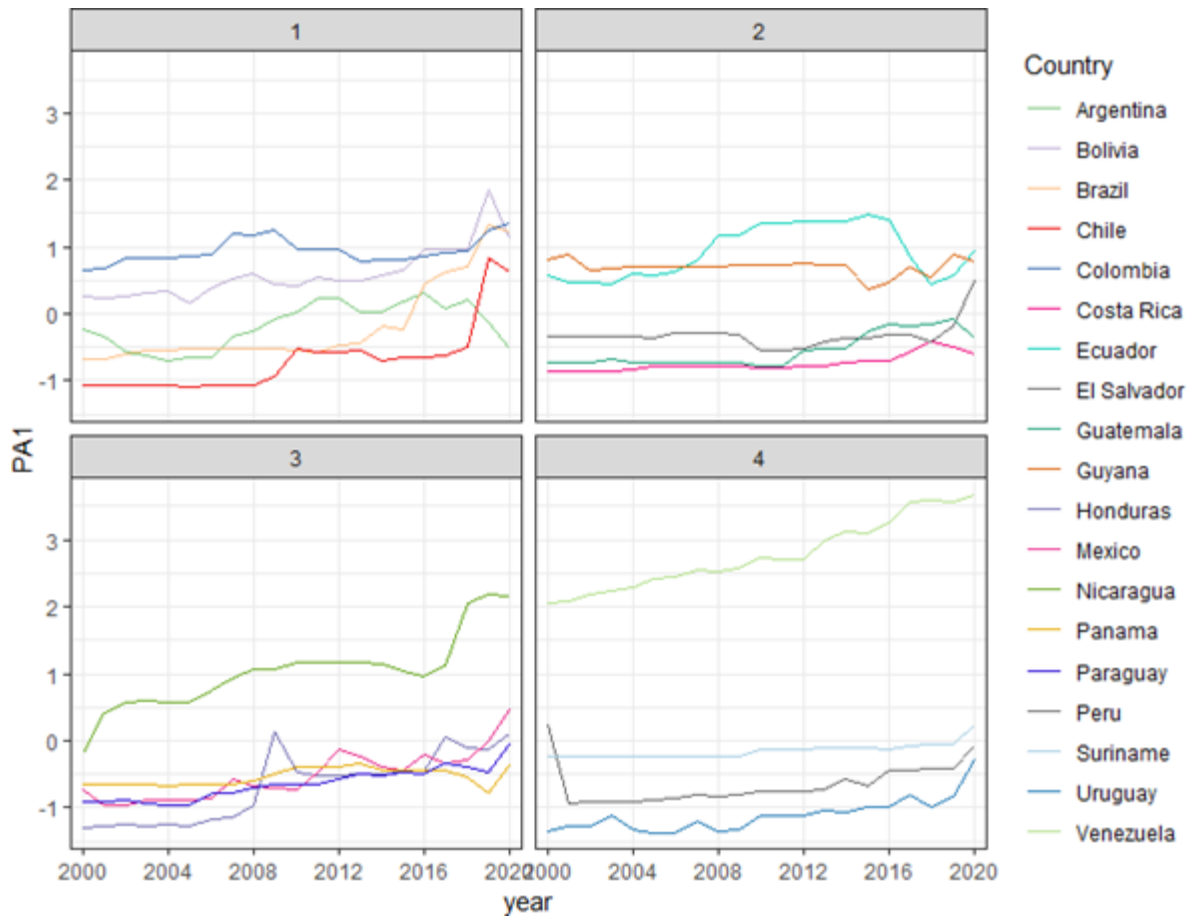 1
2
3
2
1
0
-1
3
4
3
2
1
0
-1
2000 2004 2008 2012 2016 2020
2000 2004 2008 2012 2016 2020
PA1
year
Country
Argentina
Bolivia
Brazil
Chile
Colombia
Costa Rica
Ecuador
El Salvador
Guatemala
Guyana
Honduras
Mexico
Nicaragua
Panama
Paraguay
Peru
Suriname
Uruguay
Venezuela